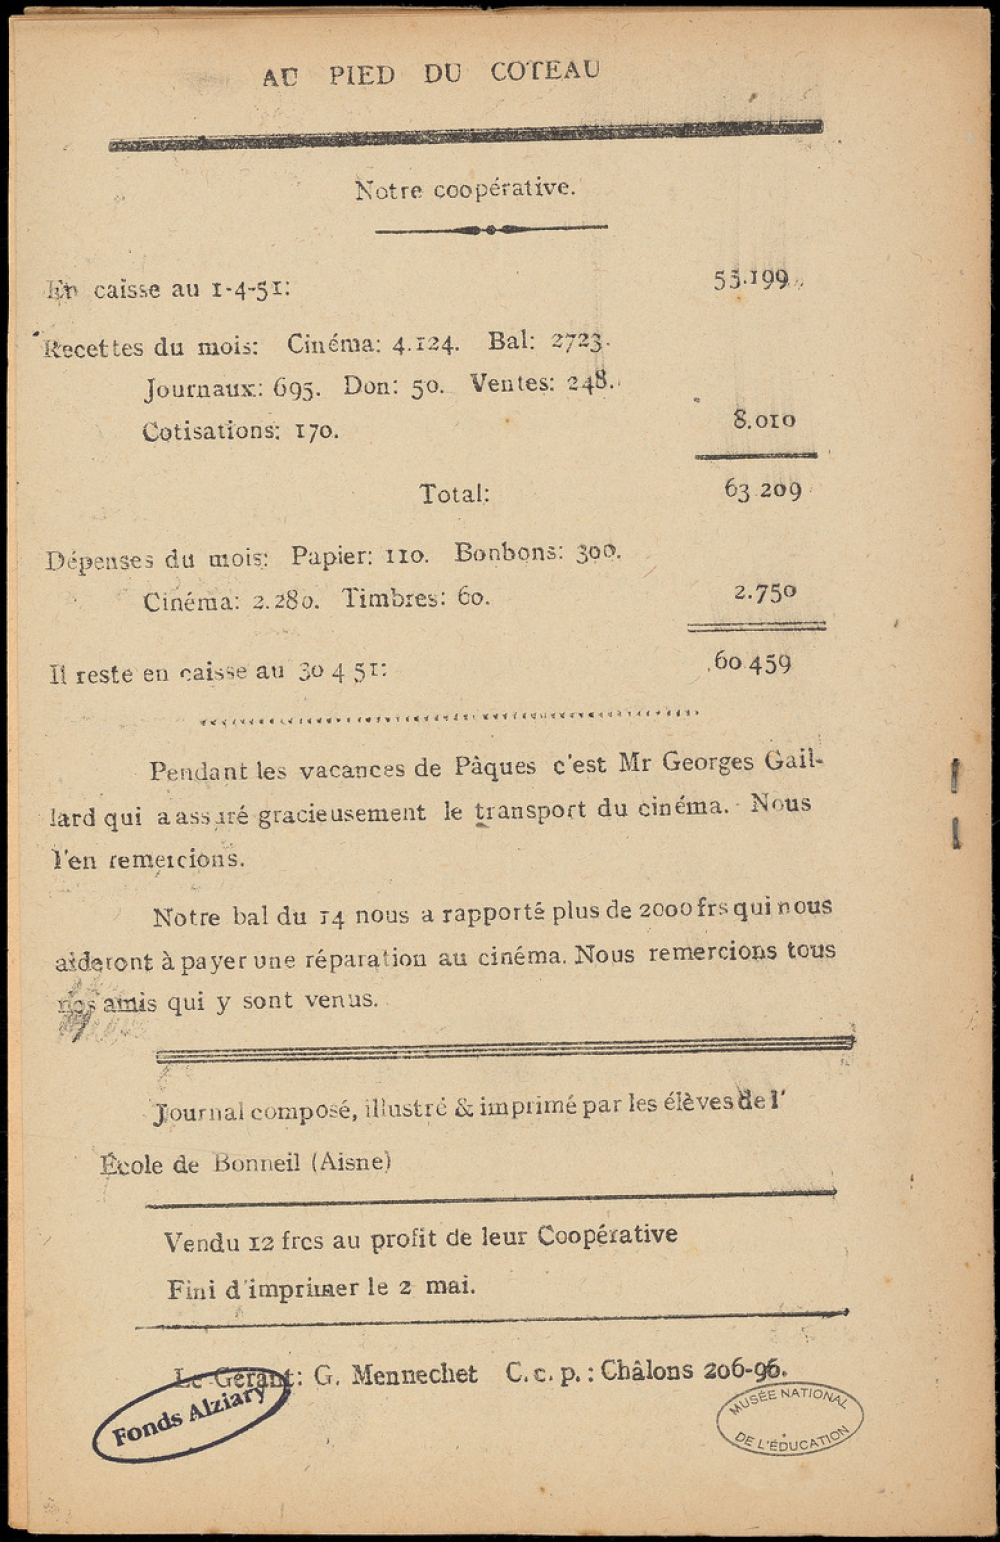 AU PIED DU COTEAU
Notre coopérative.
En caisse au 1-4-51: 55.199
Recettes du mois: Cinéma: 4.124. Bal: 2723.
Journaux: 695. Don: 50. Ventes: 248.
Cotisations: 170. 8.010
Total: 63 209
Dépenses du mois: Papier: 110. Bonbons: 300.
Cinéma: 2.280. Timbres: 60. 2.750
Il reste en caisse au 30 4 51: 60 459
Pendant les vacances de Pâques c'est Mr Georges Gail-
lard qui a assuré gracieusement le transport du cinéma. Nous
l'en remercions.
Notre bal du 14 nous a rapporté plus de 2000 frs qui nous
aideront à payer une réparation au cinéma. Nous remercions tous
nos amis qui y sont venus.
Journal composé, illustré & imprimé par les élèves de l'
École de Bonneil (Aisne)
Vendu 12 frcs au profit de leur Coopérative
Fini d'imprimer le 2 mai.
Le Gérant: G. Mennechet C. c. p. : Châlons 206-96.
Fonds Alziary
MUSÉE NATIONAL
DE L'ÉDUCATION